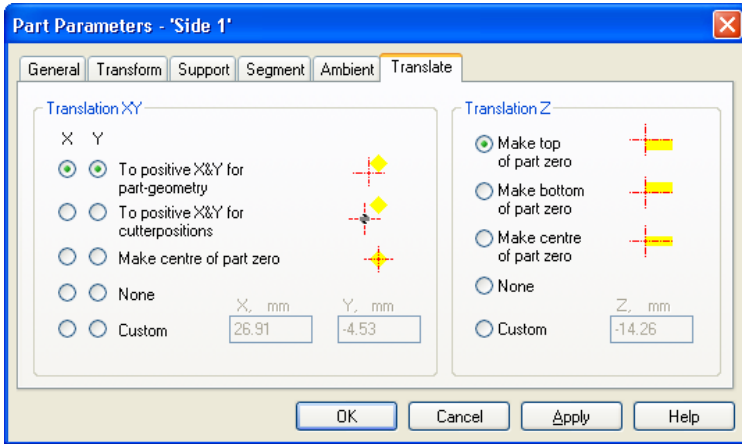 Part Parameters - 'Side 1'
General Transform Support Segment Ambient Translate
Translation XY
X Y
To positive X&Y for
part-geometry
To positive X&Y for
cutterpositions
Make centre of part zero
None
X, mm Y, mm
Custom 26.91 -4.53
Translation Z
Make top
of part zero
Make bottom
of part zero
Make centre
of part zero
None
Z, mm
Custom -14.26
OK Cancel Apply Help